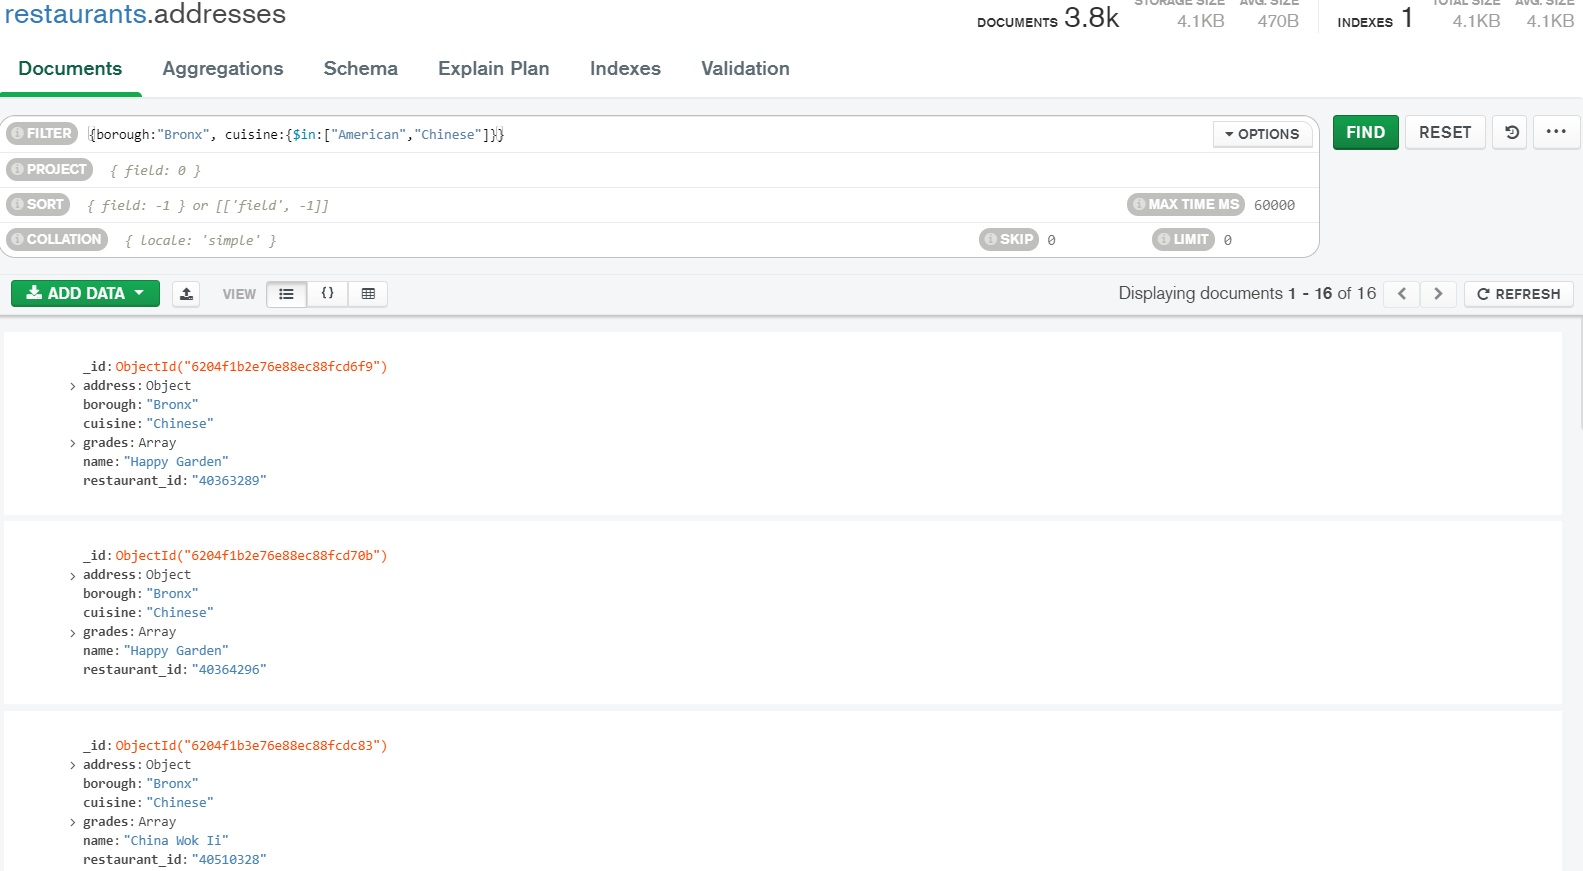 restaurants.addresses
DOCUMENTS 3.8k STORAGE SIZE 4.1KB AVG. SIZE 470B INDEXES 1 TOTAL SIZE 4.1KB AVG. SIZE 4.1KB
Documents Aggregations Schema Explain Plan Indexes Validation
FILTER {borough:"Bronx", cuisine:{$in:["American","Chinese"]}} OPTIONS FIND RESET
PROJECT { field: 0 }
SORT { field: -1 } or [['field', -1]] MAX TIME MS 60000
COLLATION { locale: 'simple' } SKIP 0 LIMIT 0
ADD DATA VIEW {} Displaying documents 1 - 16 of 16 REFRESH
_id: ObjectId("6204f1b2e76e88ec88fcd6f9")
address: Object
borough: "Bronx"
cuisine: "Chinese"
grades: Array
name: "Happy Garden"
restaurant_id: "40363289"
_id: ObjectId("6204f1b2e76e88ec88fcd70b")
address: Object
borough: "Bronx"
cuisine: "Chinese"
grades: Array
name: "Happy Garden"
restaurant_id: "40364296"
_id: ObjectId("6204f1b3e76e88ec88fcdc83")
address: Object
borough: "Bronx"
cuisine: "Chinese"
grades: Array
name: "China Wok Ii"
restaurant_id: "40510328"